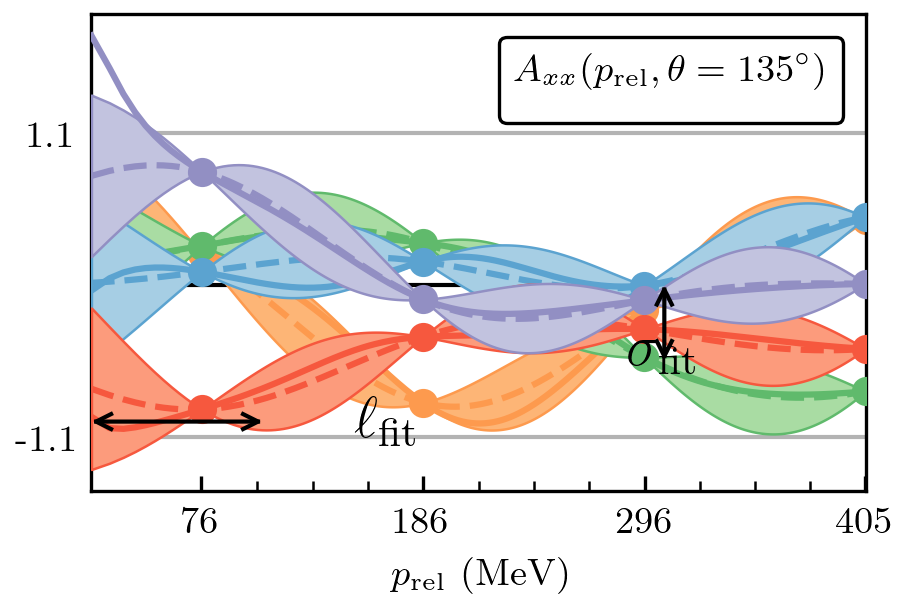 A_{xx}(p_{rel}, θ = 135°)
1.1
σ_{fit}
ℓ_{fit}
-1.1
76 186 296 405
p_{rel} (MeV)